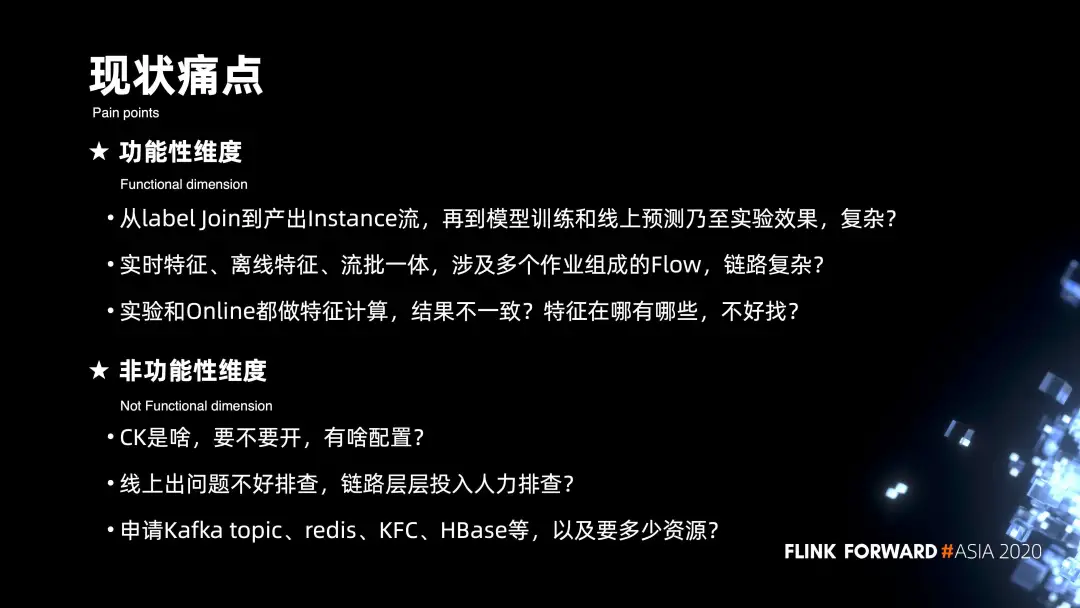 现状痛点
Pain points
★ 功能性维度
Functional dimension
• 从label Join到产出Instance流，再到模型训练和线上预测乃至实验效果，复杂？
• 实时特征、离线特征、流批一体，涉及多个作业组成的Flow，链路复杂？
• 实验和Online都做特征计算，结果不一致？特征在哪有哪些，不好找？
★ 非功能性维度
Not Functional dimension
• CK是啥，要不要开，有啥配置？
• 线上出问题不好排查，链路层层投入人力排查？
• 申请Kafka topic、redis、KFC、HBase等，以及要多少资源？
FLINK FORWARD #ASIA 2020